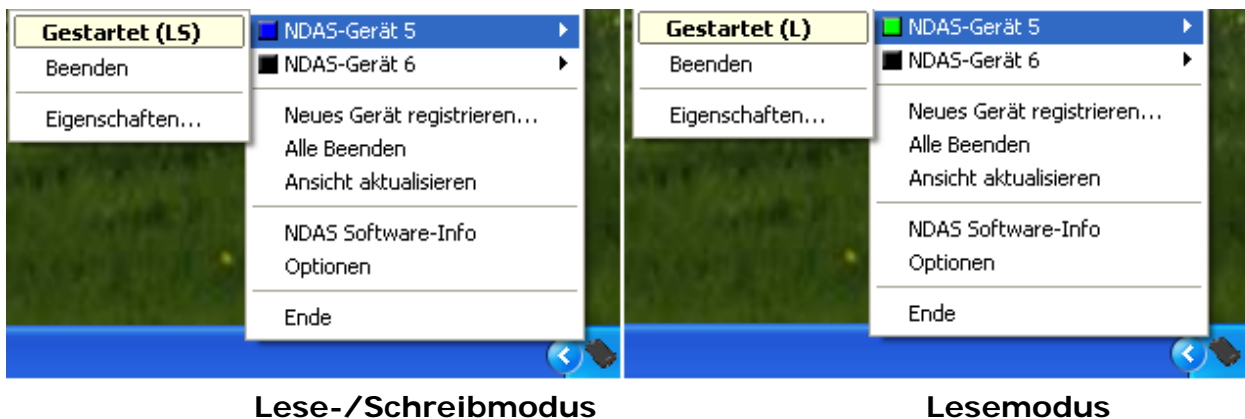 Gestartet (LS)
Beenden
Eigenschaften...
NDAS-Gerät 5
NDAS-Gerät 6
Neues Gerät registrieren...
Alle Beenden
Ansicht aktualisieren
NDAS Software-Info
Optionen
Ende
Gestartet (L)
Beenden
Eigenschaften...
NDAS-Gerät 5
NDAS-Gerät 6
Neues Gerät registrieren...
Alle Beenden
Ansicht aktualisieren
NDAS Software-Info
Optionen
Ende
Lese-/Schreibmodus
Lesemodus